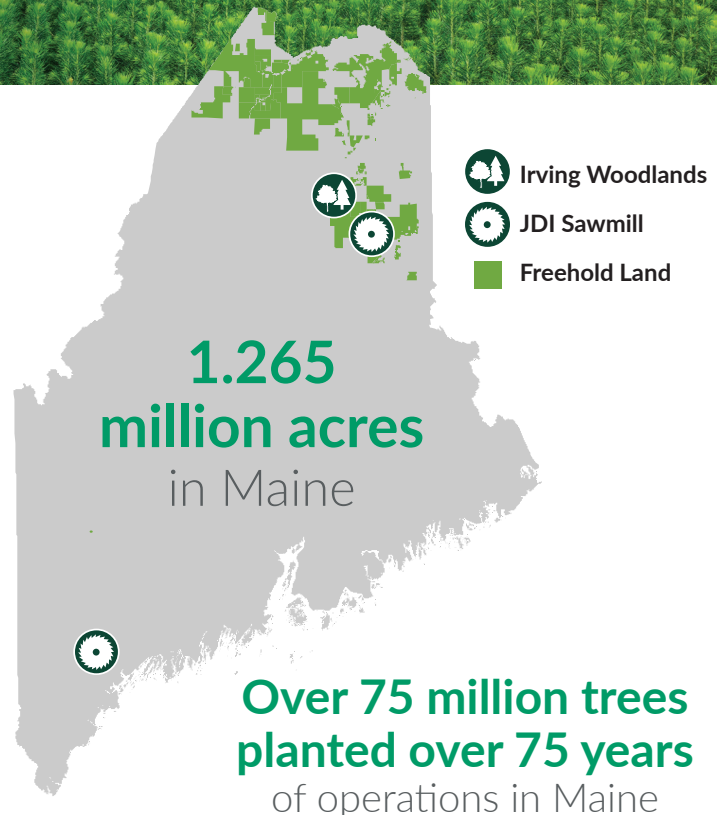 Irving Woodlands
JDI Sawmill
Freehold Land
1.265
million acres
in Maine
Over 75 million trees
planted over 75 years
of operations in Maine